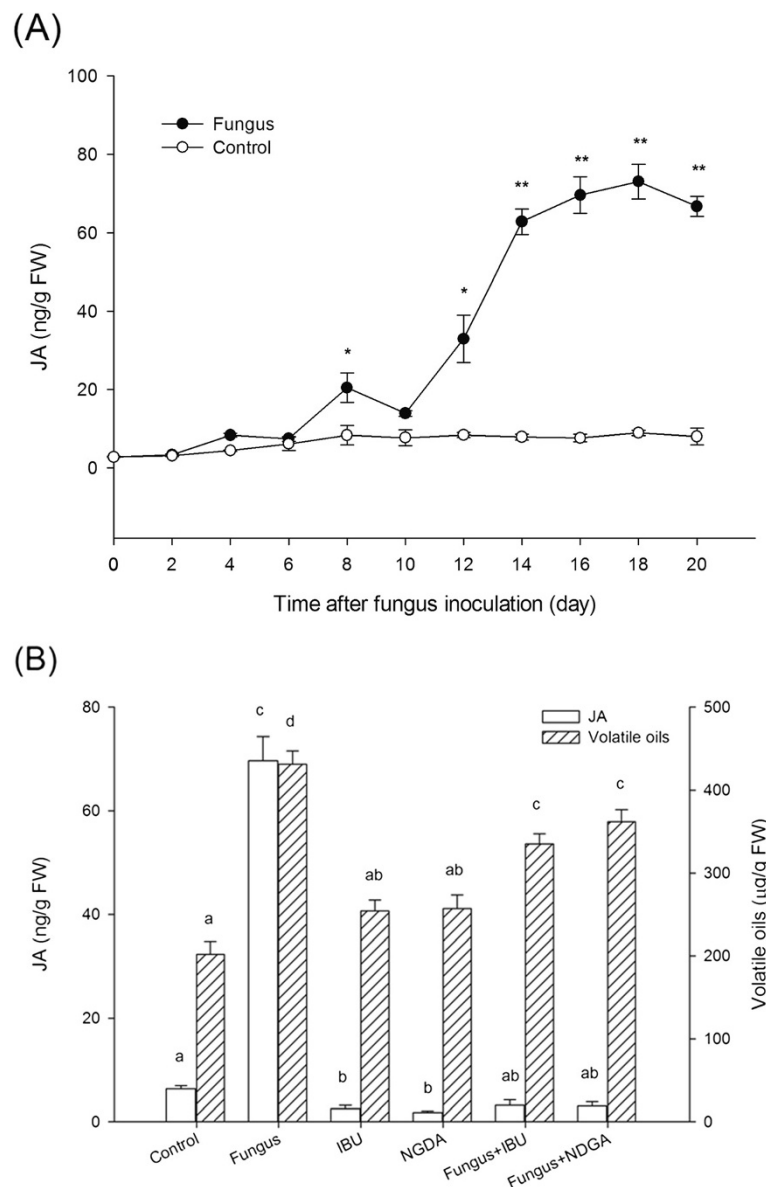 (A)
100
80
60
40
20
0
JA (ng/g FW)
Fungus
Control
*
*
**
**
**
**
0 2 4 6 8 10 12 14 16 18 20
Time after fungus inoculation (day)
(B)
80
60
40
20
0
JA (ng/g FW)
JA
Volatile oils
500
400
300
200
100
0
Volatile oils (µg/g FW)
a a c d b ab b ab ab c ab c
Control Fungus IBU NGDA Fungus+IBU Fungus+NDGA